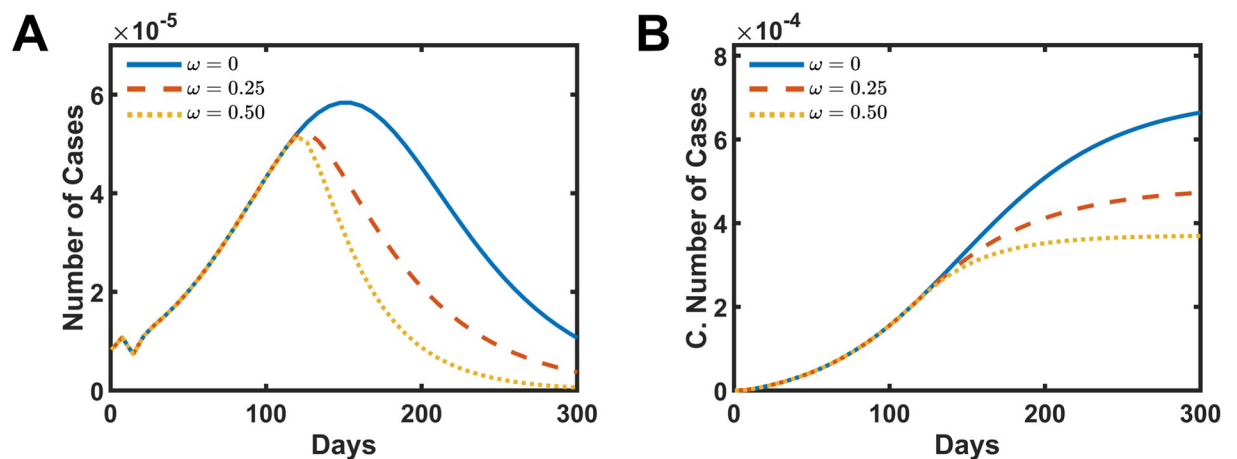 A
×10⁻⁵
Number of Cases
6
4
2
0
ω = 0
ω = 0.25
ω = 0.50
0 100 200 300
Days
B
×10⁻⁴
C. Number of Cases
8
6
4
2
0
ω = 0
ω = 0.25
ω = 0.50
0 100 200 300
Days